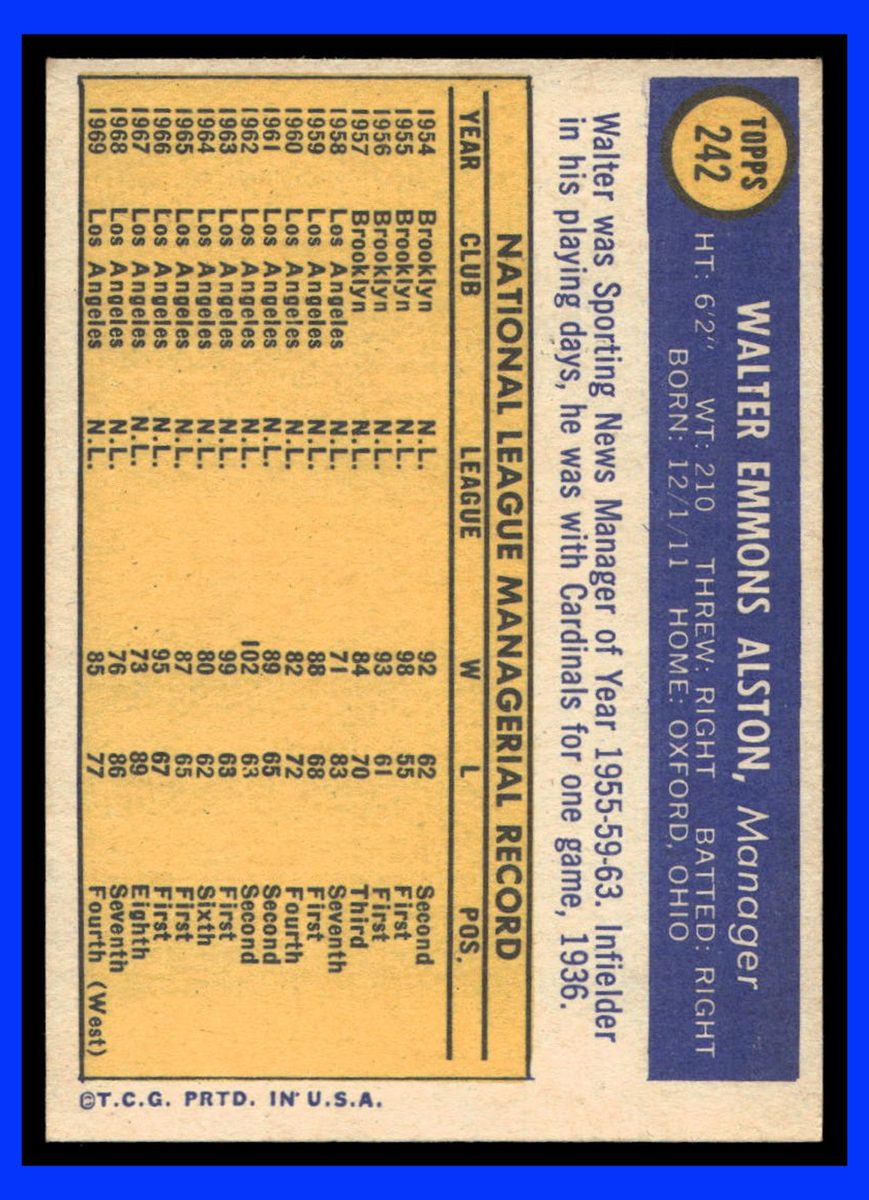 TOPPS
242
WALTER EMMONS ALSTON, Manager
HT: 6'2" WT: 210 THREW: RIGHT BATTED: RIGHT
BORN: 12/1/11 HOME: OXFORD, OHIO
Walter was Sporting News Manager of Year 1955-59-63. Infielder
in his playing days, he was with Cardinals for one game, 1936.
NATIONAL LEAGUE MANAGERIAL RECORD
YEAR CLUB LEAGUE W L POS.
1954 Brooklyn N.L. 92 62 Second
1955 Brooklyn N.L. 98 55 First
1956 Brooklyn N.L. 93 61 First
1957 Brooklyn N.L. 84 70 Third
1958 Los Angeles N.L. 71 83 Seventh
1959 Los Angeles N.L. 88 68 First
1960 Los Angeles N.L. 82 72 Fourth
1961 Los Angeles N.L. 89 65 Second
1962 Los Angeles N.L. 102 63 Second
1963 Los Angeles N.L. 99 63 First
1964 Los Angeles N.L. 80 62 Sixth
1965 Los Angeles N.L. 87 65 First
1966 Los Angeles N.L. 95 67 First
1967 Los Angeles N.L. 73 89 Eighth
1968 Los Angeles N.L. 76 86 Seventh
1969 Los Angeles N.L. 85 77 Fourth (West)
©T.C.G. PRTD. IN U.S.A.